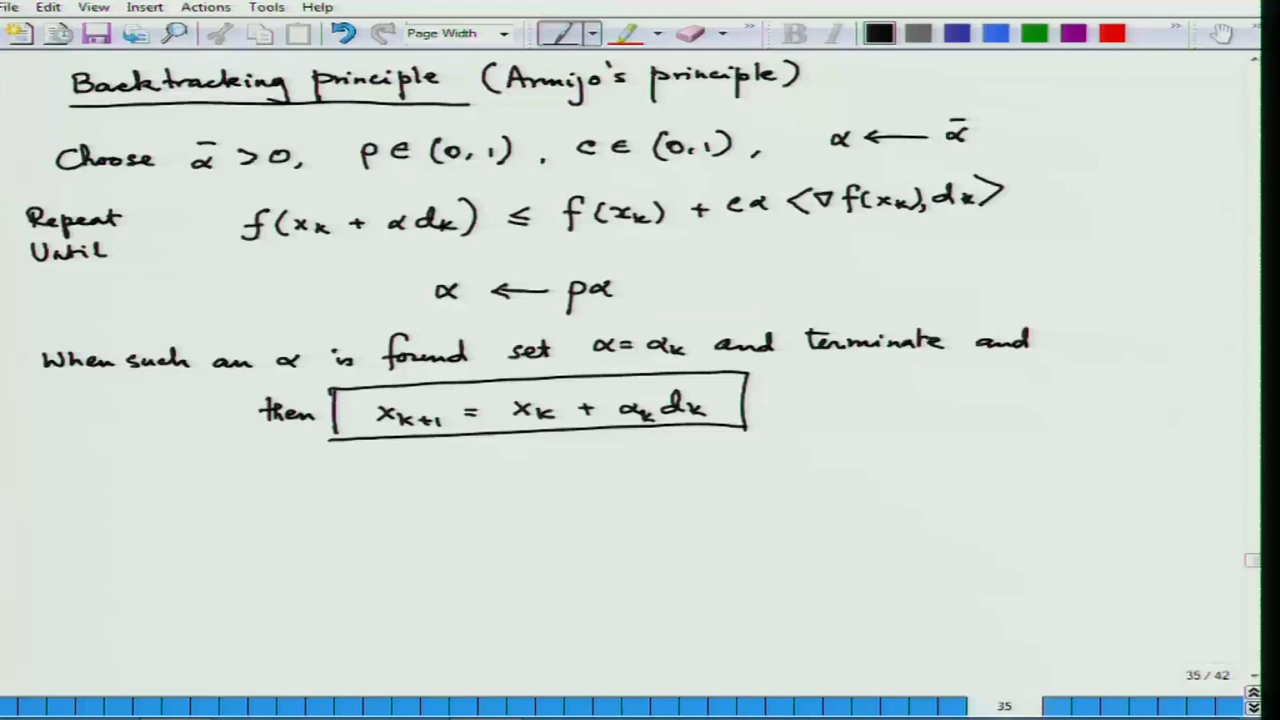 File Edit View Insert Actions Tools Help
Page Width
B I
Backtracking principle (Armijo's principle)
Choose ᾱ > 0, ρ ∈ (0,1), c ∈ (0,1), α ← ᾱ
Repeat Until f(xₖ + αdₖ) ≤ f(xₖ) + cα <∇f(xₖ), dₖ>
α ← ρα
When such an α is found set α = αₖ and terminate and
then xₖ₊₁ = xₖ + αₖdₖ
35 / 42
35